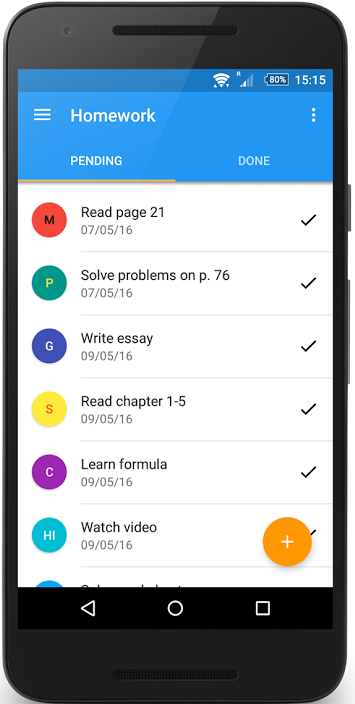 R
80%
15:15
Homework
PENDING
DONE
M
Read page 21
07/05/16
P
Solve problems on p. 76
07/05/16
G
Write essay
09/05/16
S
Read chapter 1-5
09/05/16
C
Learn formula
09/05/16
HI
Watch video
09/05/16